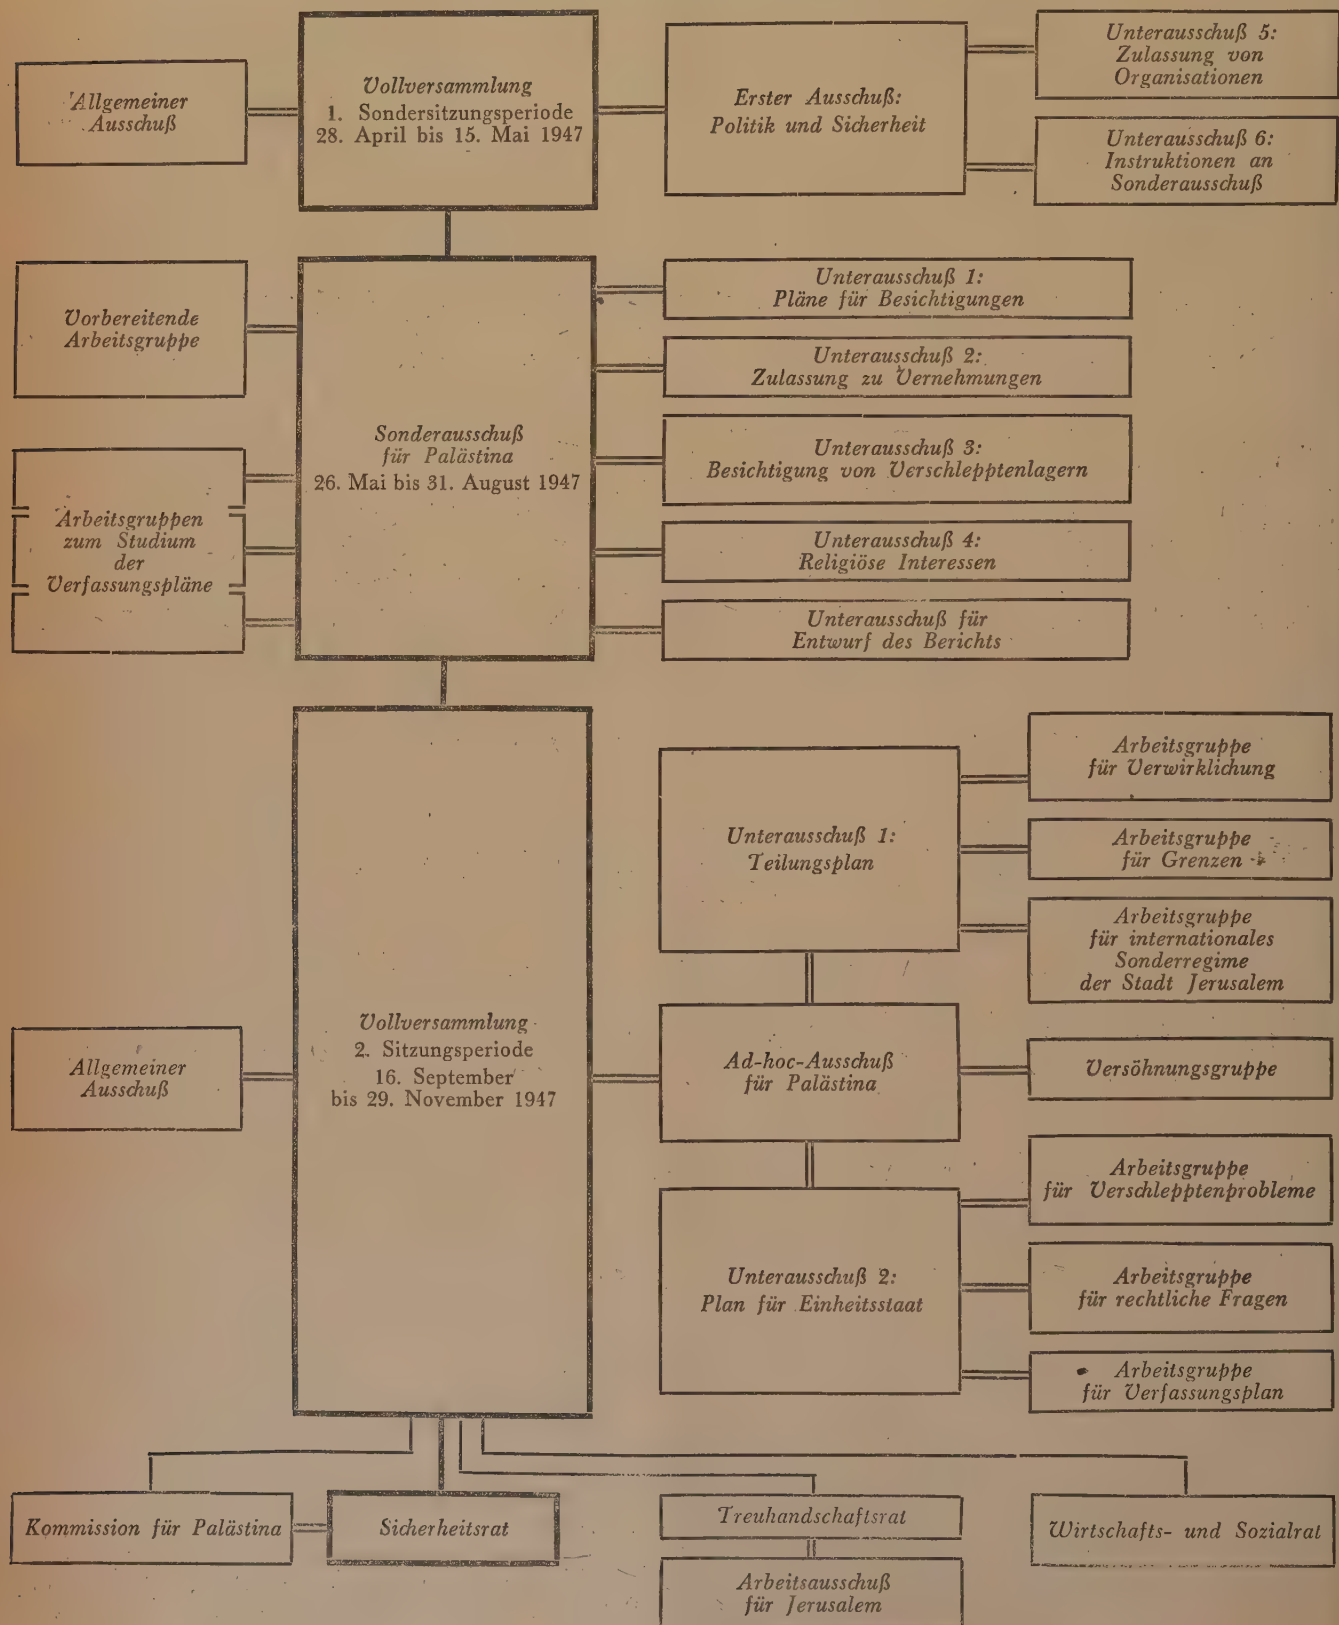 Allgemeiner
Ausschuß
Vollversammlung
1. Sondersitzungsperiode
28. April bis 15. Mai 1947
Erster Ausschuß:
Politik und Sicherheit
Unterausschuß 5:
Zulassung von
Organisationen
Unterausschuß 6:
Instruktionen an
Sonderausschuß
Vorbereitende
Arbeitsgruppe
Arbeitsgruppen
zum Studium
der
Verfassungspläne
Sonderausschuß
für Palästina
26. Mai bis 31. August 1947
Unterausschuß 1:
Pläne für Besichtigungen
Unterausschuß 2:
Zulassung zu Vernehmungen
Unterausschuß 3:
Besichtigung von Verschlepptenlagern
Unterausschuß 4:
Religiöse Interessen
Unterausschuß für
Entwurf des Berichts
Allgemeiner
Ausschuß
Vollversammlung
2. Sitzungsperiode
16. September
bis 29. November 1947
Unterausschuß 1:
Teilungsplan
Arbeitsgruppe
für Verwirklichung
Arbeitsgruppe
für Grenzen
Arbeitsgruppe
für internationales
Sonderregime
der Stadt Jerusalem
Ad-hoc-Ausschuß
für Palästina
Versöhnungsgruppe
Unterausschuß 2:
Plan für Einheitsstaat
Arbeitsgruppe
für Verschlepptenprobleme
Arbeitsgruppe
für rechtliche Fragen
Arbeitsgruppe
für Verfassungsplan
Kommission für Palästina
Sicherheitsrat
Treuhandschaftsrat
Arbeitsausschuß
für Jerusalem
Wirtschafts- und Sozialrat